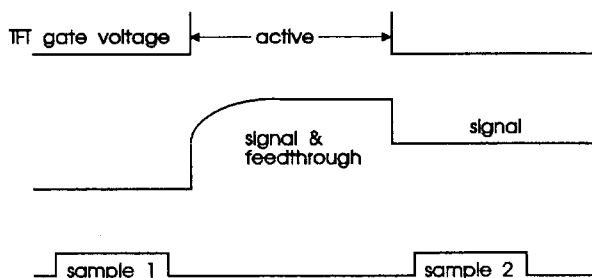 TFT gate voltage
active
signal &
feedthrough
signal
sample 1
sample 2